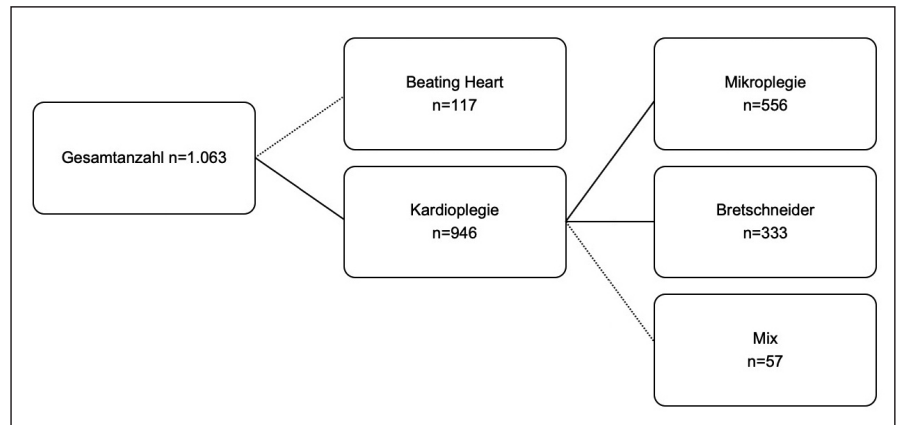 Gesamtanzahl n=1.063
Beating Heart
n=117
Kardioplegie
n=946
Mikroplegie
n=556
Bretschneider
n=333
Mix
n=57